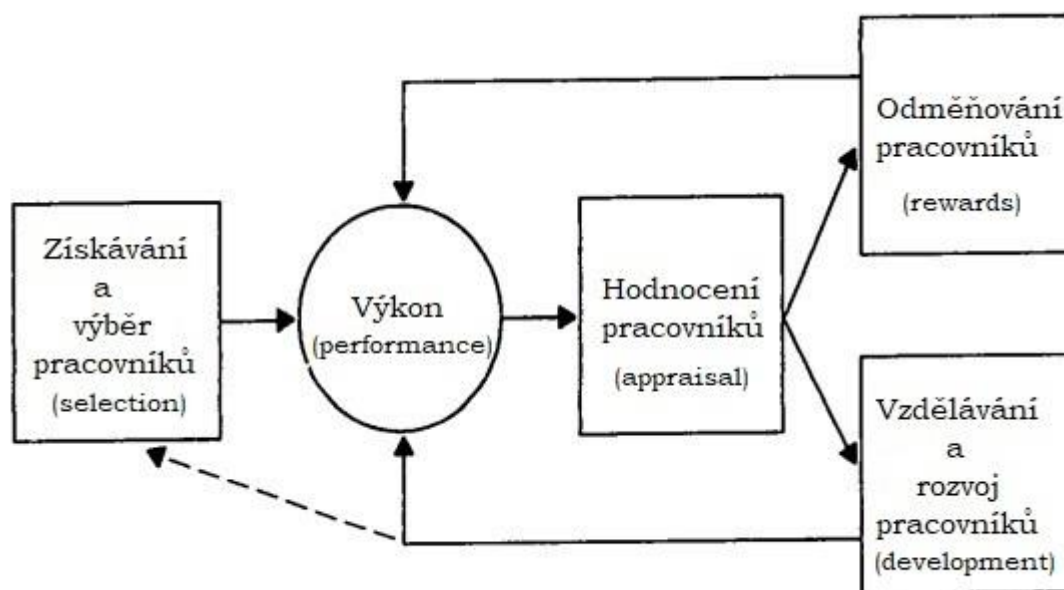 Získávání
a
výběr
pracovníků
(selection)
Výkon
(performance)
Hodnocení
pracovníků
(appraisal)
Odměňování
pracovníků
(rewards)
Vzdělávání
a
rozvoj
pracovníků
(development)